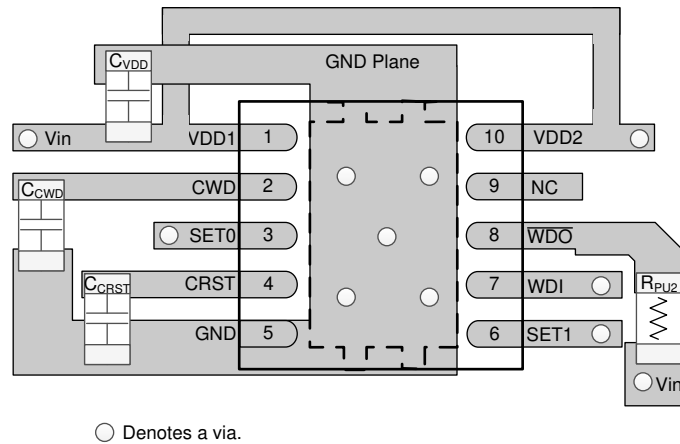 CVDD
GND Plane
Vin
VDD1
1
10
VDD2
CCWD
CWD
2
9
NC
SET0
3
8
WDO
CCRST
CRST
4
7
WDI
RPU2
GND
5
6
SET1
Vin
Denotes a via.